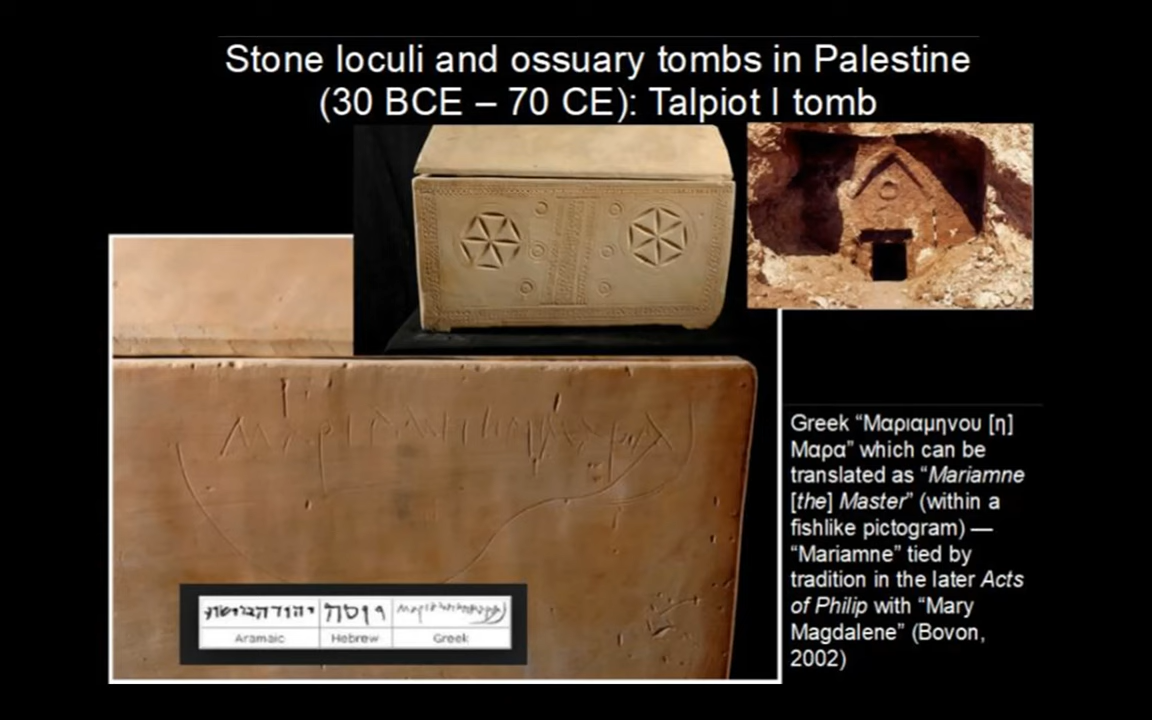 Stone loculi and ossuary tombs in Palestine
(30 BCE – 70 CE): Talpiot I tomb
Greek “Μαριαμηνου [η]
Μαρα” which can be
translated as “Mariamne
[the] Master” (within a
fishlike pictogram) —
“Mariamne” tied by
tradition in the later Acts
of Philip with “Mary
Magdalene” (Bovon,
2002)
Aramaic Hebrew Greek